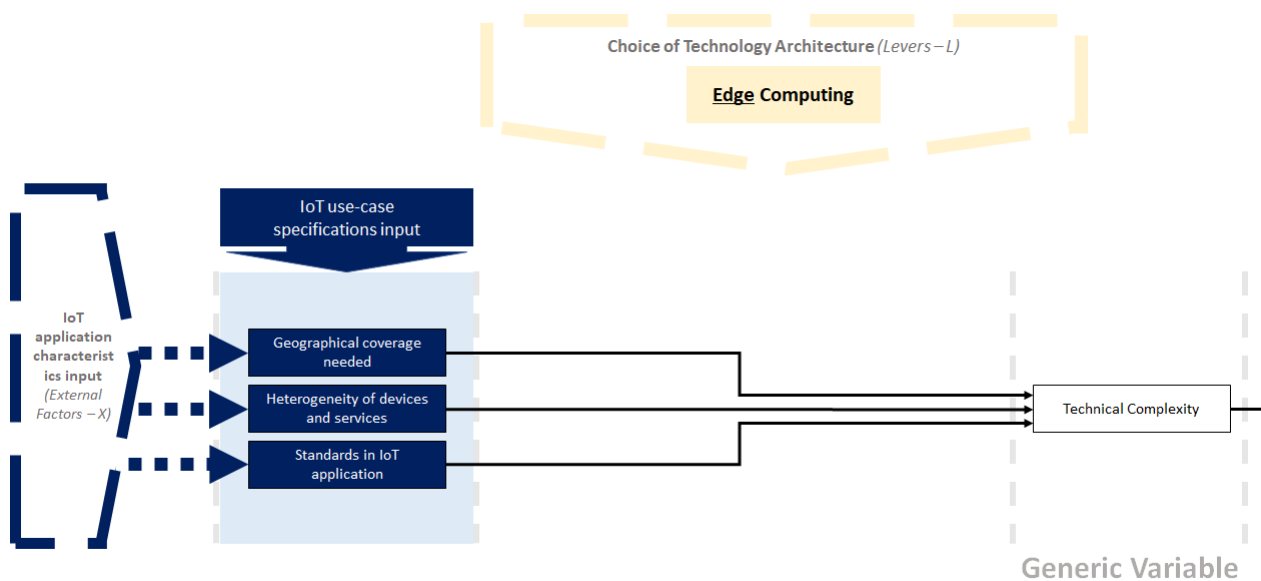 Choice of Technology Architecture (Levers – L)
Edge Computing
IoT use-case
specifications input
IoT
application
characterist
ics input
(External
Factors – X)
Geographical coverage
needed
Heterogeneity of devices
and services
Standards in IoT
application
Technical Complexity
Generic Variable